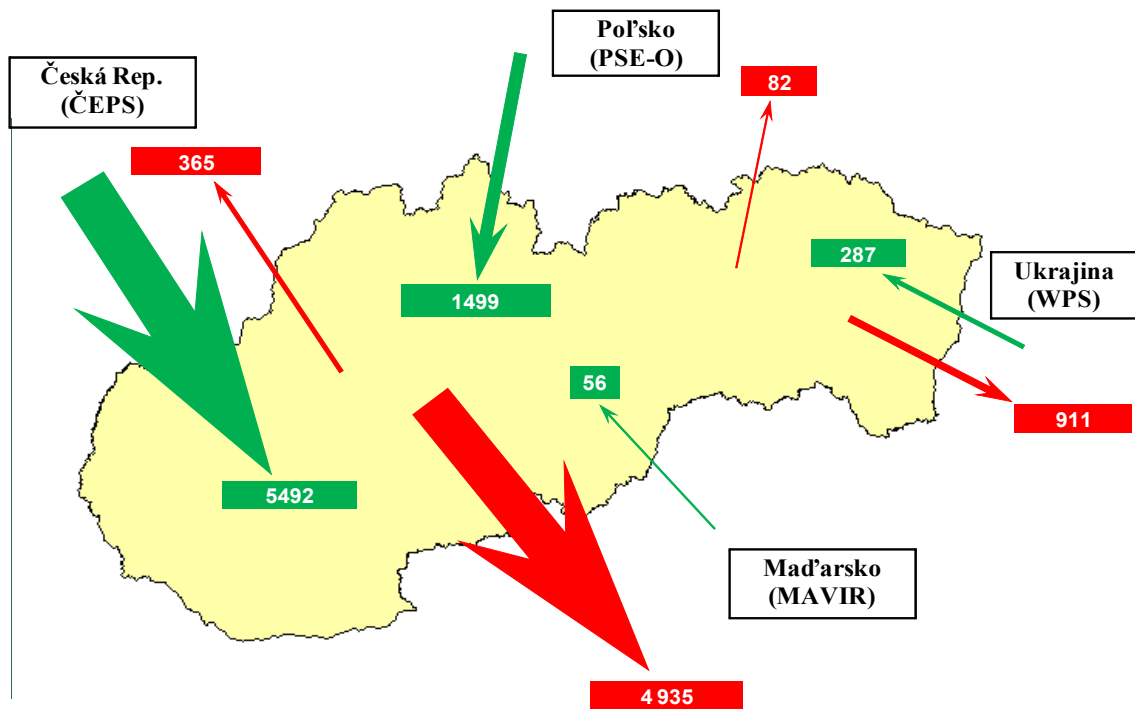 Poľsko
(PSE-O)
Česká Rep.
(ČEPS)
82
365
287
Ukrajina
(WPS)
1499
56
911
5492
Maďarsko
(MAVIR)
4 935